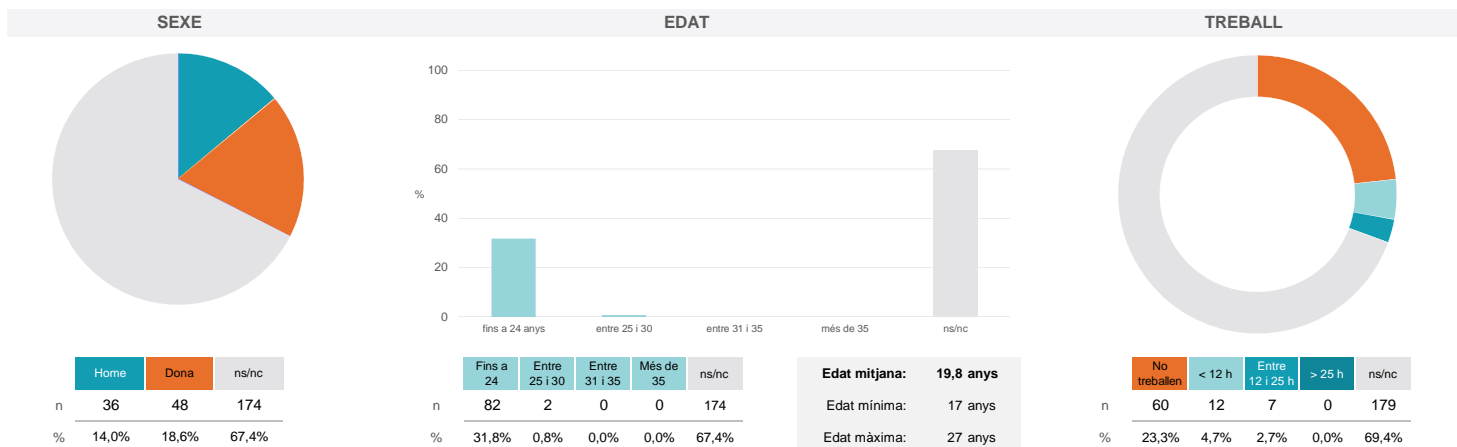 SEXE EDAT TREBALL
100
80
60
%
40
20
0
fins a 24 anys entre 25 i 30 entre 31 i 35 més de 35 ns/nc
Home Dona ns/nc
n 36 48 174
% 14,0% 18,6% 67,4%
Fins a 24 Entre 25 i 30 Entre 31 i 35 Més de 35 ns/nc
n 82 2 0 0 174
% 31,8% 0,8% 0,0% 0,0% 67,4%
Edat mitjana: 19,8 anys
Edat mínima: 17 anys
Edat màxima: 27 anys
No treballen < 12 h Entre 12 i 25 h > 25 h ns/nc
n 60 12 7 0 179
% 23,3% 4,7% 2,7% 0,0% 69,4%